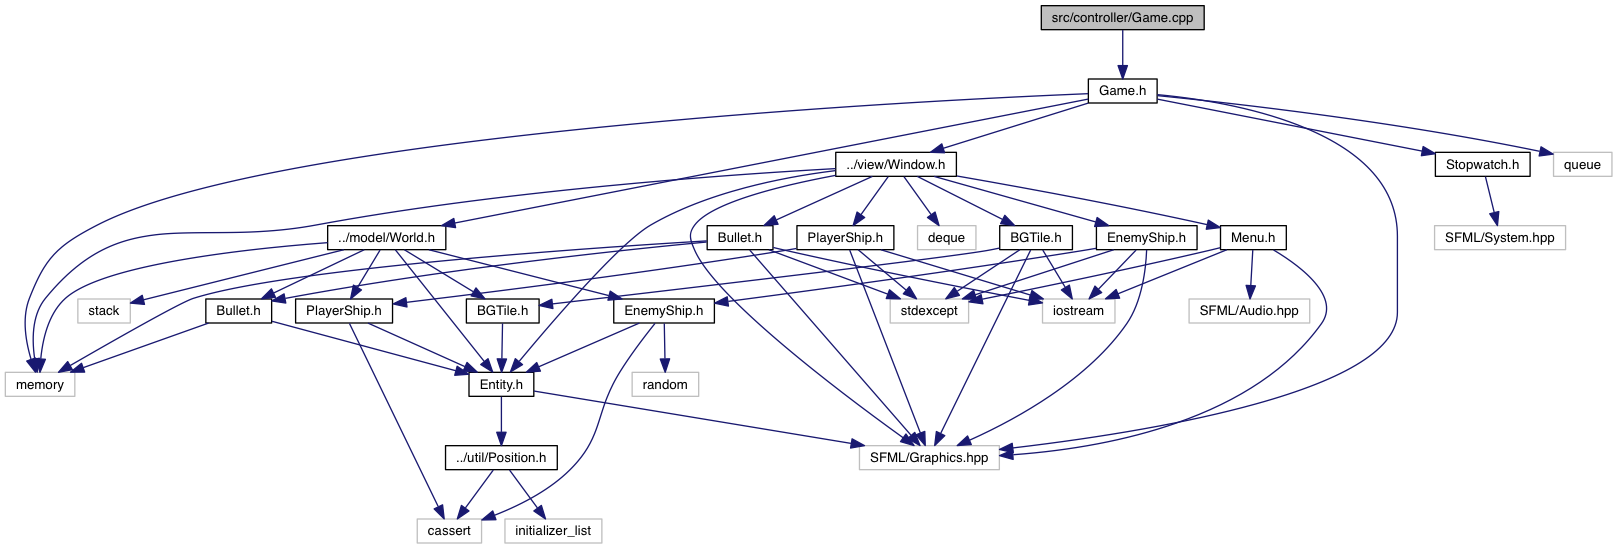 src/controller/Game.cpp
Game.h
../view/Window.h
Stopwatch.h
queue
../model/World.h
Bullet.h
PlayerShip.h
deque
BGTile.h
EnemyShip.h
Menu.h
SFML/System.hpp
stack
Bullet.h
PlayerShip.h
BGTile.h
EnemyShip.h
stdexcept
iostream
SFML/Audio.hpp
memory
Entity.h
random
../util/Position.h
SFML/Graphics.hpp
cassert
initializer_list